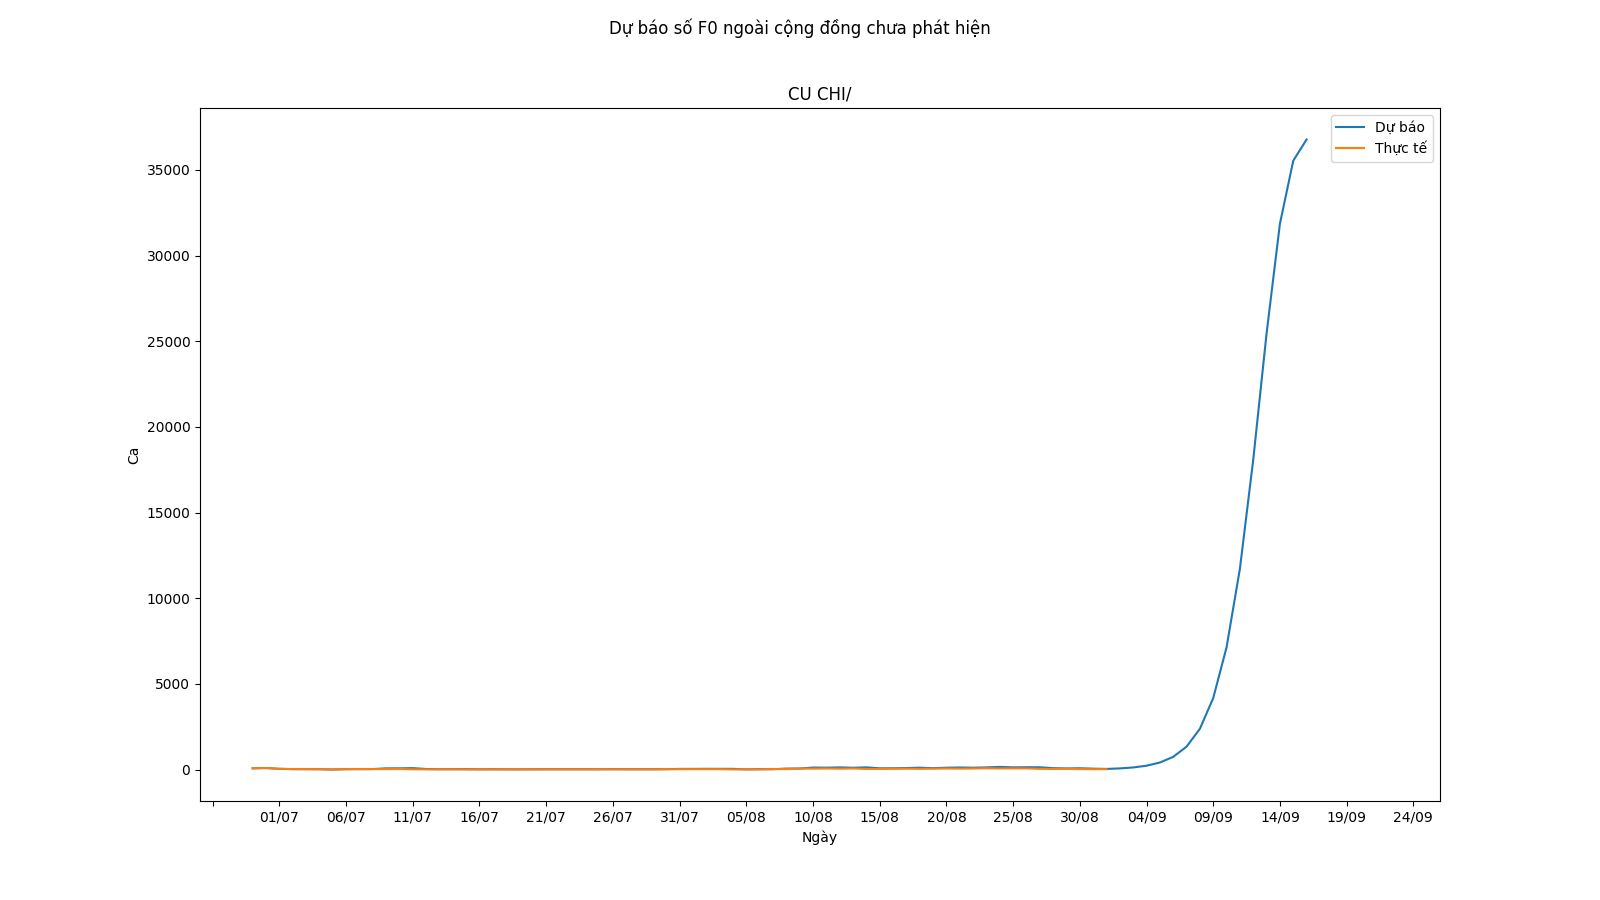 Dự báo số F0 ngoài cộng đồng chưa phát hiện
CU CHI/
Dự báo
Thực tế
35000
30000
25000
20000
15000
10000
5000
0
Ca
01/07 06/07 11/07 16/07 21/07 26/07 31/07 05/08 10/08 15/08 20/08 25/08 30/08 04/09 09/09 14/09 19/09 24/09
Ngày